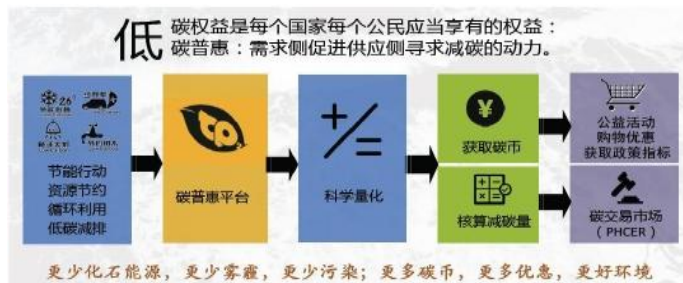 低
碳权益是每个国家每个公民应当享有的权益：
碳普惠：需求侧促进供应侧寻求减碳的动力。
26°
节能行动
资源节约
循环利用
低碳减排
碳普惠平台
科学量化
¥
获取碳币
核算减碳量
公益活动
购物优惠
获取政策指标
碳交易市场
（PHCER）
更少化石能源，更少雾霾，更少污染；更多碳币，更多优惠，更好环境